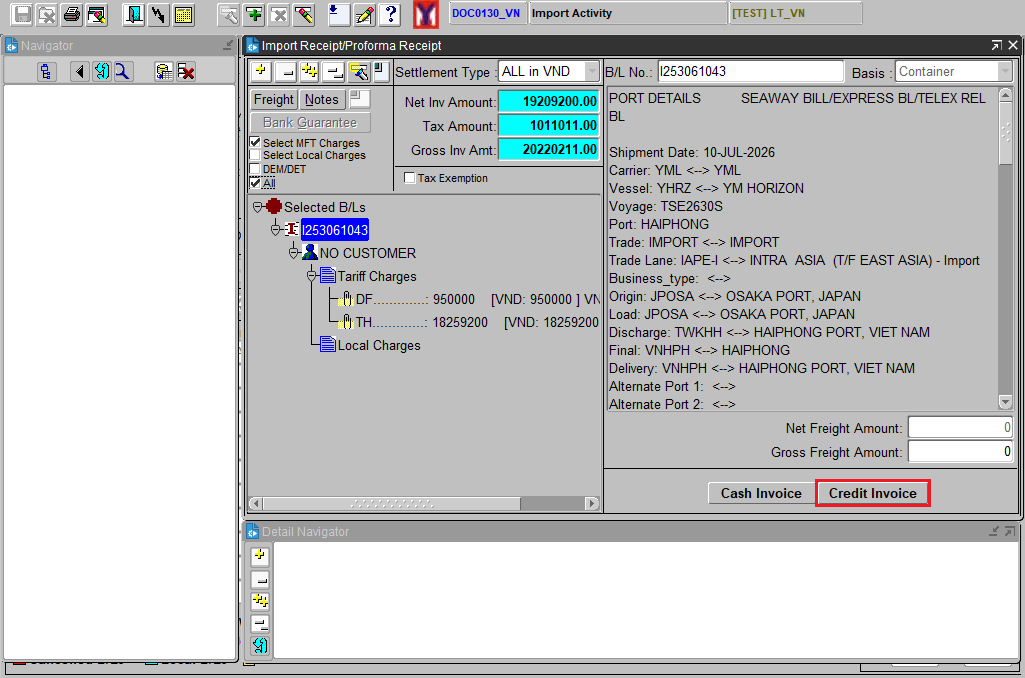 DOC0130_VN Import Activity [TEST] LT_VN
Navigator
Import Receipt/Proforma Receipt
Settlement Type : ALL in VND
B/L No.: I253061043
Basis : Container
Freight Notes
Bank Guarantee
Select MFT Charges
Select Local Charges
DEM/DET
All
Net Inv Amount: 19209200.00
Tax Amount: 1011011.00
Gross Inv Amt: 20220211.00
Tax Exemption
Selected B/Ls
I253061043
NO CUSTOMER
Tariff Charges
DF.............: 950000 [VND: 950000 ] VN
TH.............: 18259200 [VND: 18259200
Local Charges
PORT DETAILS SEAWAY BILL/EXPRESS BL/TELEX REL
BL
Shipment Date: 10-JUL-2026
Carrier: YML <--> YML
Vessel: YHRZ <--> YM HORIZON
Voyage: TSE2630S
Port: HAIPHONG
Trade: IMPORT <--> IMPORT
Trade Lane: IAPE-I <--> INTRA ASIA (T/F EAST ASIA) - Import
Business_type: <-->
Origin: JPOSA <--> OSAKA PORT, JAPAN
Load: JPOSA <--> OSAKA PORT, JAPAN
Discharge: TWKHH <--> HAIPHONG PORT, VIET NAM
Final: VNHPH <--> HAIPHONG
Delivery: VNHPH <--> HAIPHONG PORT, VIET NAM
Alternate Port 1: <-->
Alternate Port 2: <-->
Net Freight Amount: 0
Gross Freight Amount: 0
Cash Invoice Credit Invoice
Detail Navigator